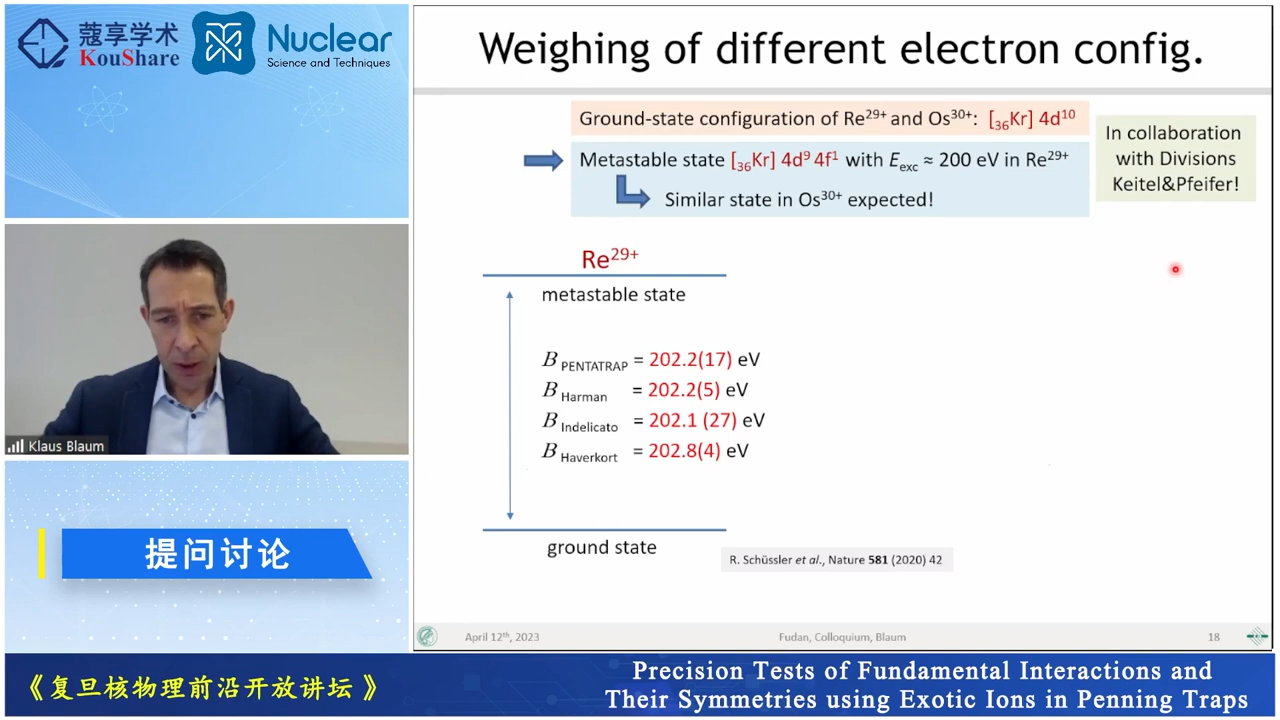 蔻享学术
KouShare
Nuclear
Science and Techniques
Weighing of different electron config.
Ground-state configuration of Re²⁹⁺ and Os³⁰⁺: [₃₆Kr] 4d¹⁰
Metastable state [₃₆Kr] 4d⁹ 4f¹ with E_exc ≈ 200 eV in Re²⁹⁺
Similar state in Os³⁰⁺ expected!
In collaboration
with Divisions
Keitel&Pfeifer!
Re²⁹⁺
metastable state
B PENTATRAP = 202.2(17) eV
B Harman = 202.2(5) eV
B Indelicato = 202.1 (27) eV
B Haverkort = 202.8(4) eV
ground state
R. Schüssler et al., Nature 581 (2020) 42
Klaus Blaum
提问讨论
April 12th, 2023
Fudan, Colloquium, Blaum
18
《复旦核物理前沿开放讲坛》
Precision Tests of Fundamental Interactions and
Their Symmetries using Exotic Ions in Penning Traps